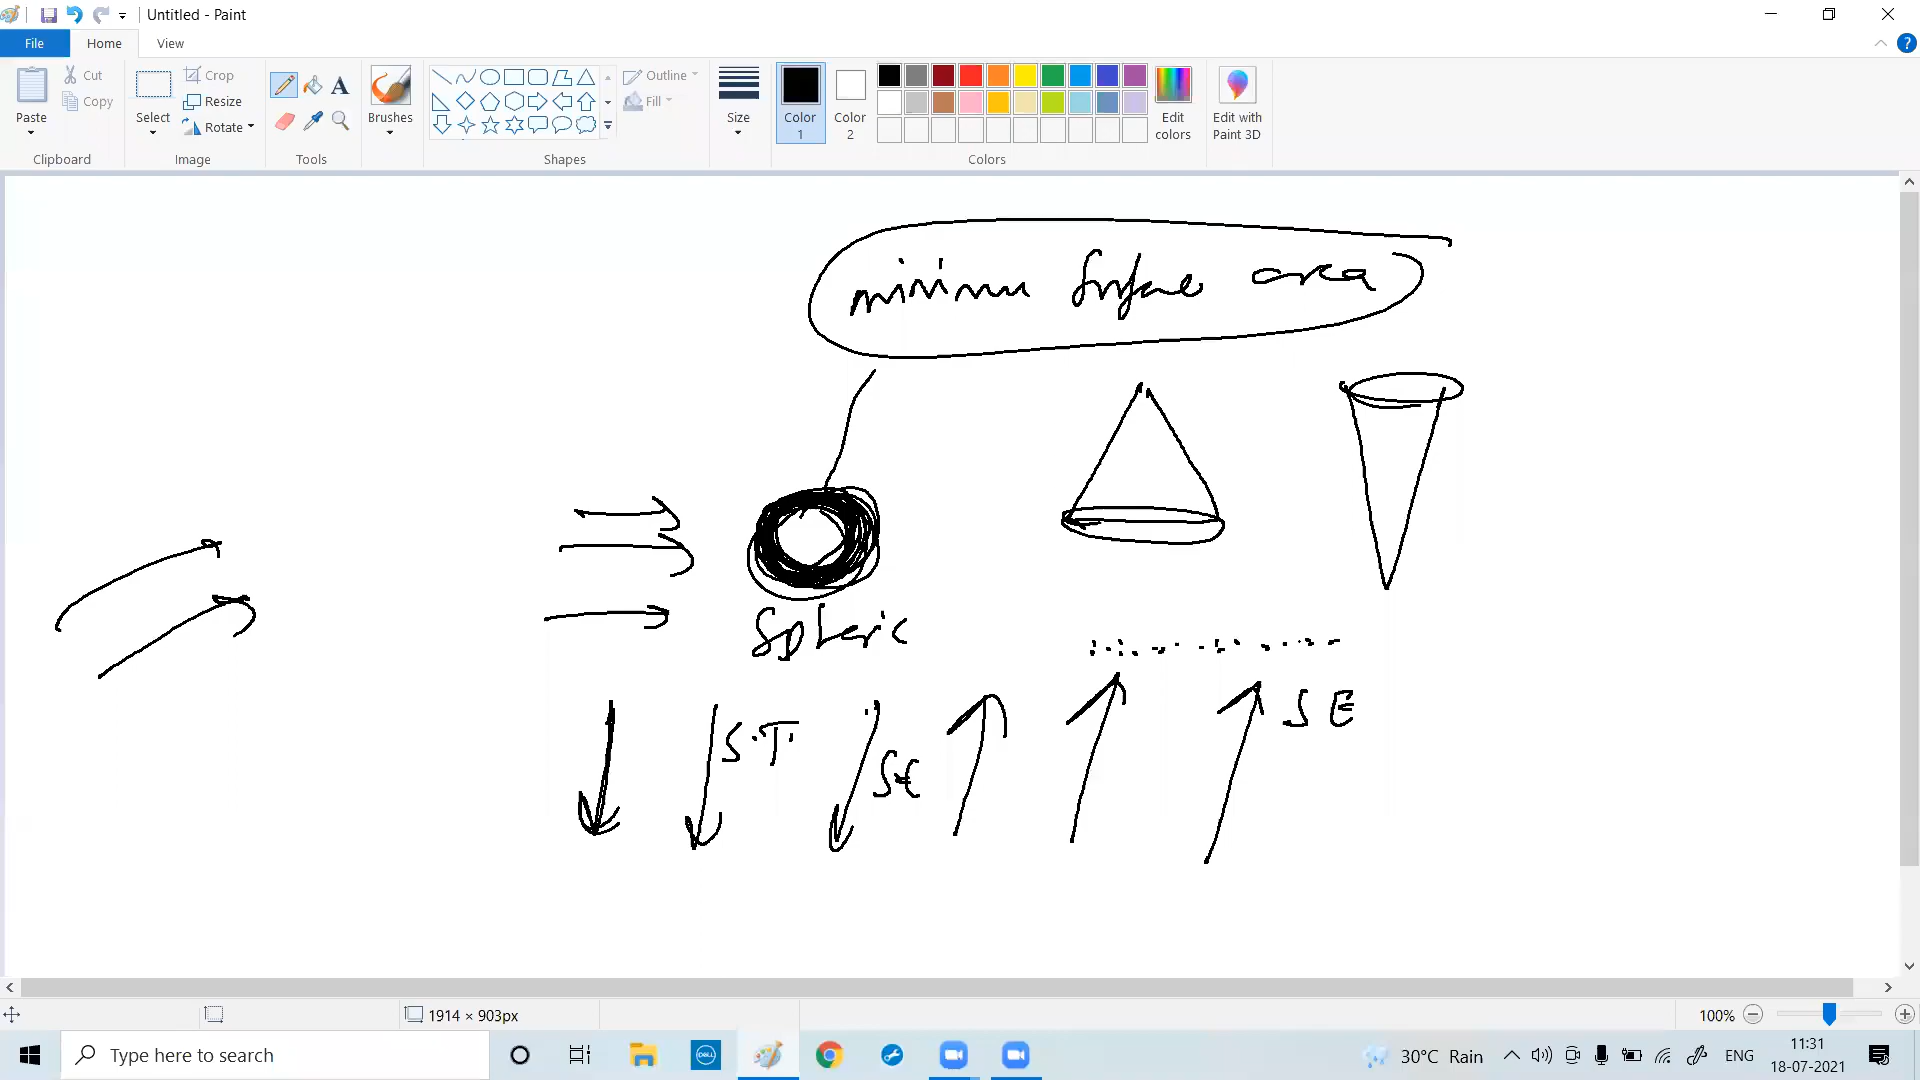 Untitled - Paint
File Home View
Cut
Copy
Paste
Clipboard
Crop
Resize
Rotate
Select
Image
Tools
Brushes
Outline
Fill
Shapes
Size
Color 1
Color 2
Edit colors
Colors
Edit with Paint 3D
minimu Surface area
Spheric
S.T.
SE
SE
1914 × 903px
100%
Type here to search
DELL
30°C Rain
ENG
11:31
18-07-2021